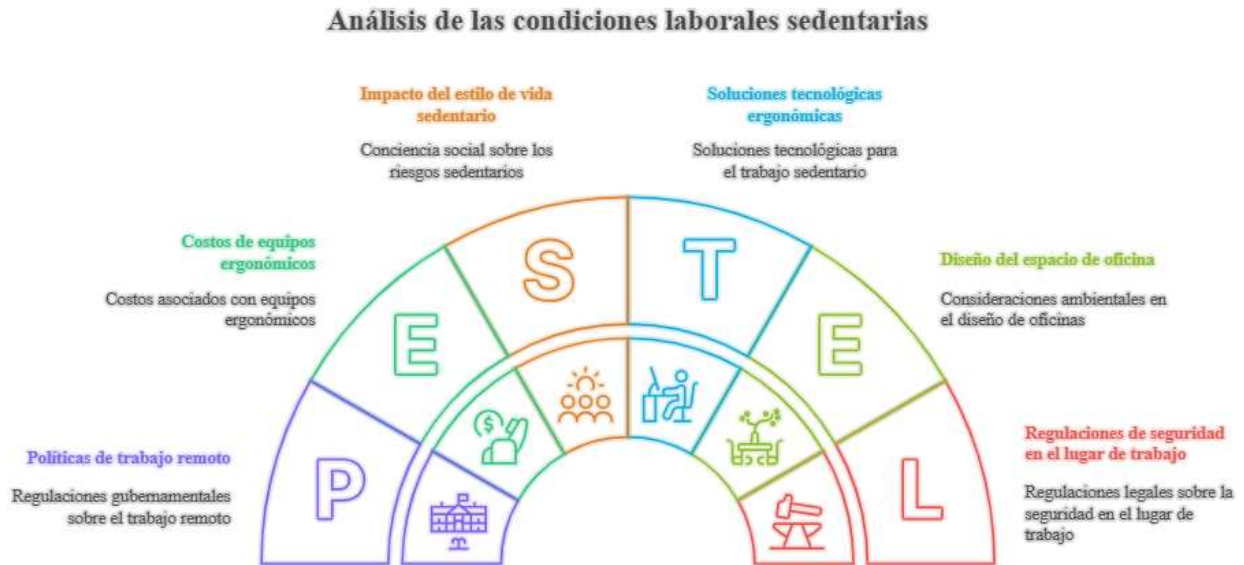 Análisis de las condiciones laborales sedentarias
Impacto del estilo de vida
sedentario
Conciencia social sobre los
riesgos sedentarios
Soluciones tecnológicas
ergonómicas
Soluciones tecnológicas para
el trabajo sedentario
Costos de equipos
ergonómicos
Costos asociados con equipos
ergonómicos
Diseño del espacio de oficina
Consideraciones ambientales en
el diseño de oficinas
Políticas de trabajo remoto
Regulaciones gubernamentales
sobre el trabajo remoto
Regulaciones de seguridad
en el lugar de trabajo
Regulaciones legales sobre la
seguridad en el lugar de
trabajo
P
E
S
T
E
L
$